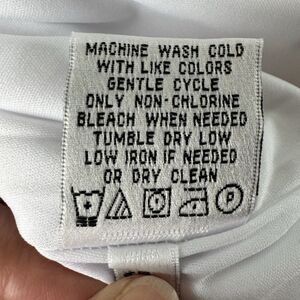 MACHINE WASH COLD
WITH LIKE COLORS
GENTLE CYCLE
ONLY NON-CHLORINE
BLEACH WHEN NEEDED
TUMBLE DRY LOW
LOW IRON IF NEEDED
OR DRY CLEAN
P